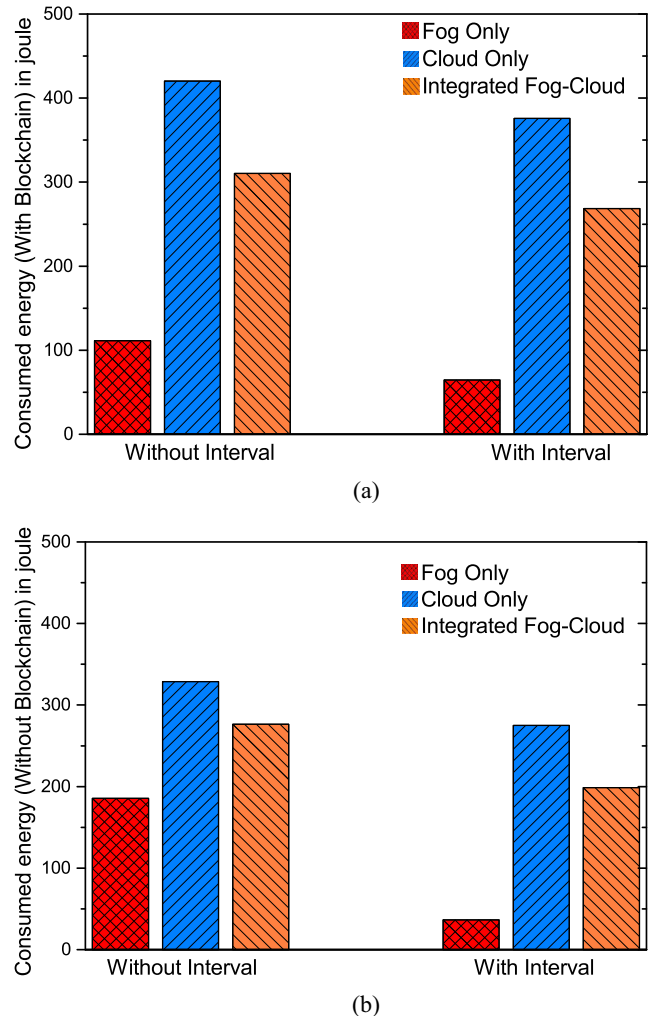 500
400
300
200
100
0
Consumed energy (With Blockchain) in joule
Fog Only
Cloud Only
Integrated Fog-Cloud
Without Interval
With Interval
(a)
500
400
300
200
100
0
Consumed energy (Without Blockchain) in joule
Fog Only
Cloud Only
Integrated Fog-Cloud
Without Interval
With Interval
(b)